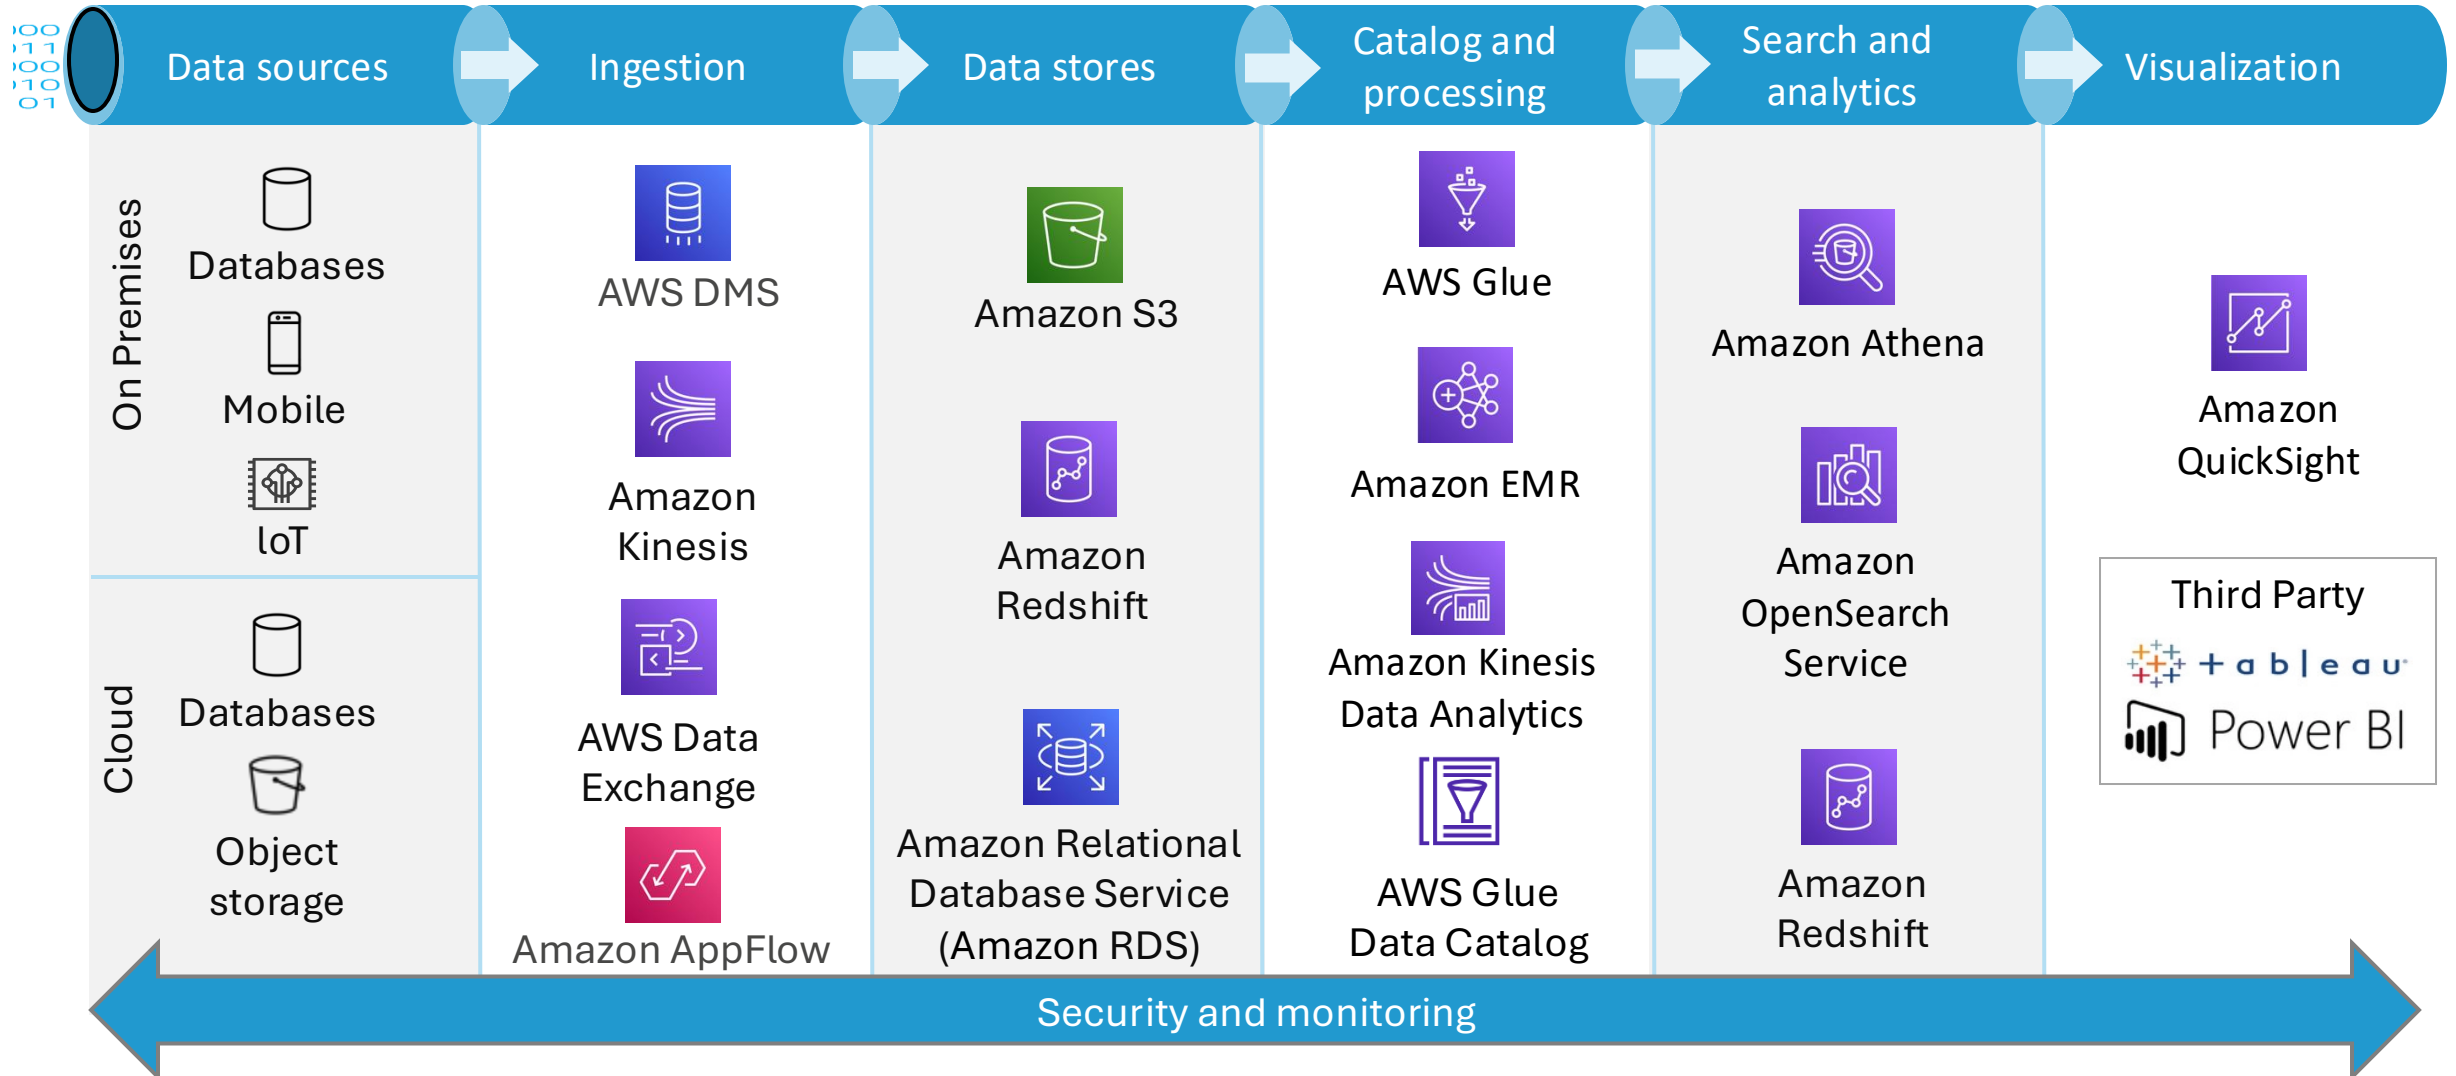 Data sources
Ingestion
Data stores
Catalog and
processing
Search and
analytics
Visualization
On Premises
Databases
Mobile
IoT
Cloud
Databases
Object
storage
AWS DMS
Amazon
Kinesis
AWS Data
Exchange
Amazon AppFlow
Amazon S3
Amazon
Redshift
Amazon Relational
Database Service
(Amazon RDS)
AWS Glue
Amazon EMR
Amazon Kinesis
Data Analytics
AWS Glue
Data Catalog
Amazon Athena
Amazon
OpenSearch
Service
Amazon
Redshift
Amazon
QuickSight
Third Party
+ableau
Power BI
Security and monitoring